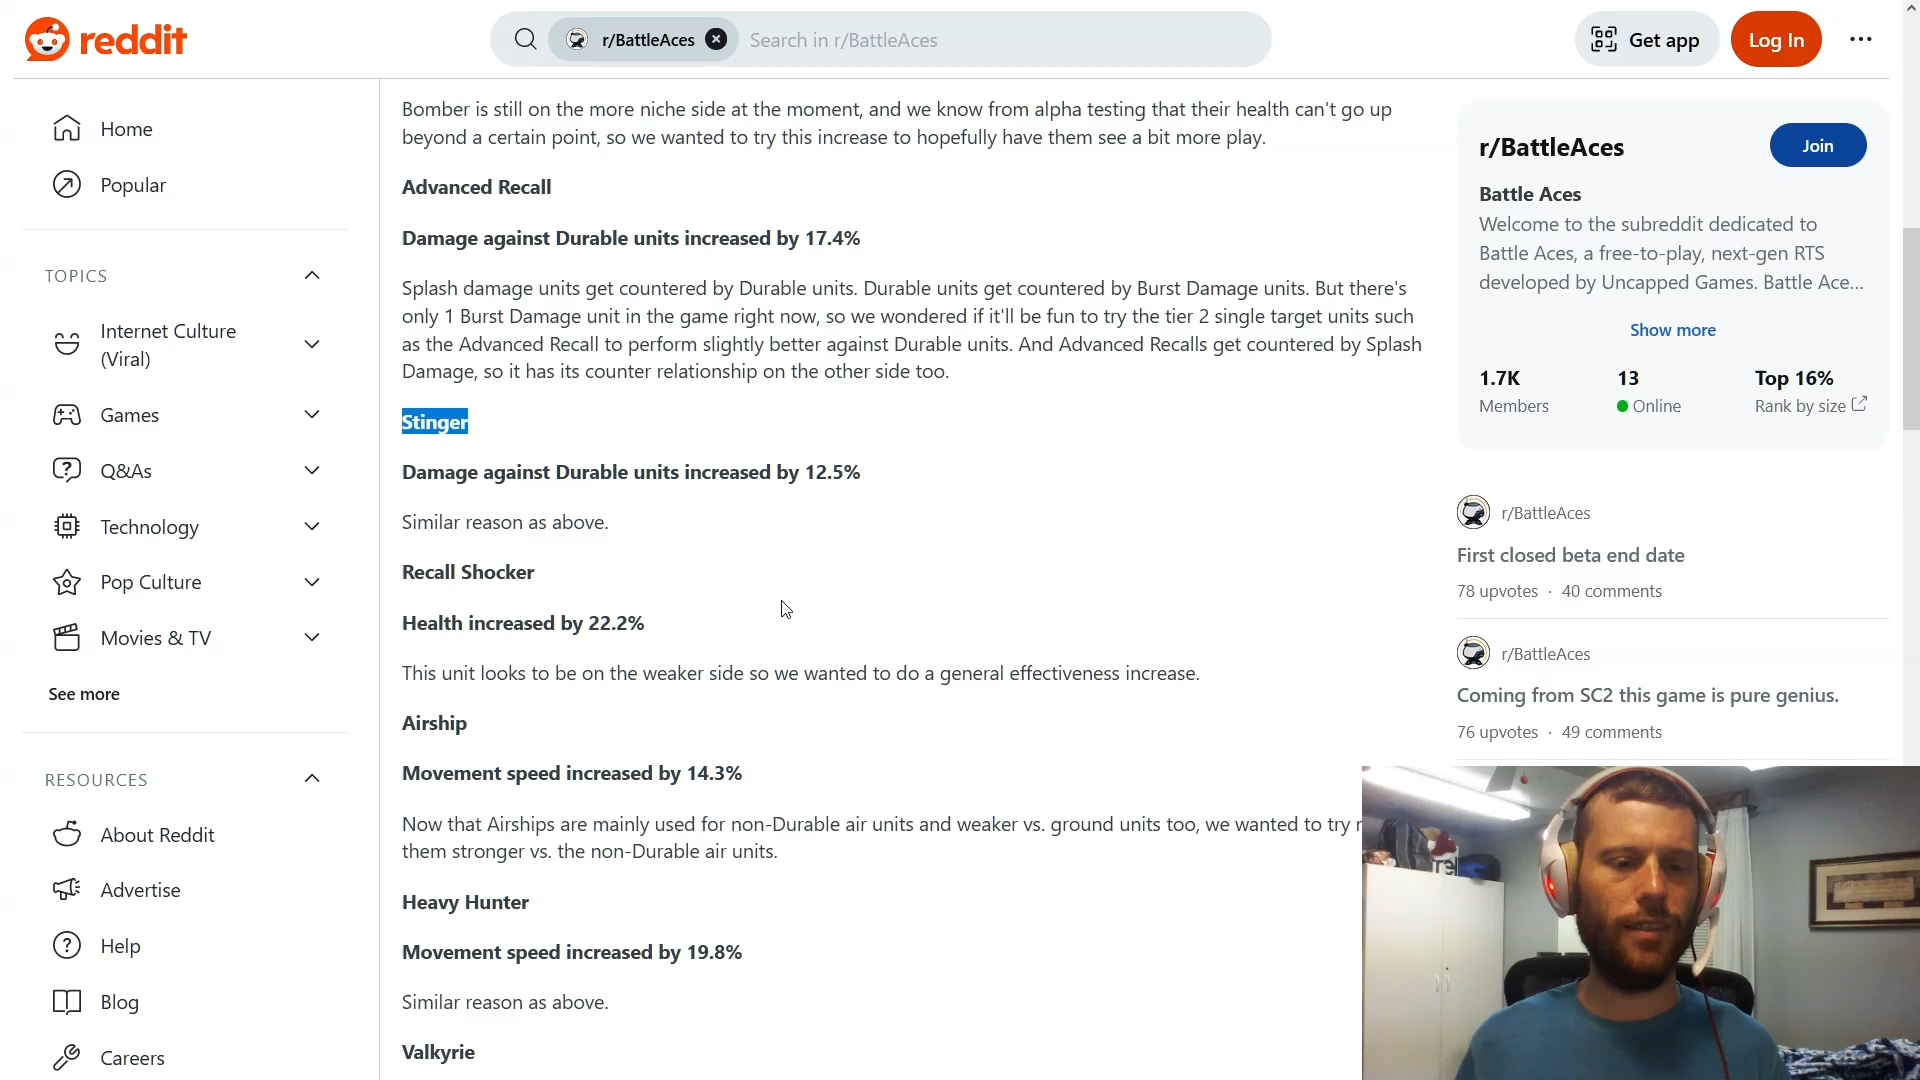 reddit
r/BattleAces
Search in r/BattleAces
Get app
Log In
Home
Popular
TOPICS
Internet Culture
(Viral)
Games
Q&As
Technology
Pop Culture
Movies & TV
See more
RESOURCES
About Reddit
Advertise
Help
Blog
Careers
Bomber is still on the more niche side at the moment, and we know from alpha testing that their health can't go up
beyond a certain point, so we wanted to try this increase to hopefully have them see a bit more play.
Advanced Recall
Damage against Durable units increased by 17.4%
Splash damage units get countered by Durable units. Durable units get countered by Burst Damage units. But there's
only 1 Burst Damage unit in the game right now, so we wondered if it'll be fun to try the tier 2 single target units such
as the Advanced Recall to perform slightly better against Durable units. And Advanced Recalls get countered by Splash
Damage, so it has its counter relationship on the other side too.
Stinger
Damage against Durable units increased by 12.5%
Similar reason as above.
Recall Shocker
Health increased by 22.2%
This unit looks to be on the weaker side so we wanted to do a general effectiveness increase.
Airship
Movement speed increased by 14.3%
Now that Airships are mainly used for non-Durable air units and weaker vs. ground units too, we wanted to try
them stronger vs. the non-Durable air units.
Heavy Hunter
Movement speed increased by 19.8%
Similar reason as above.
Valkyrie
r/BattleAces
Join
Battle Aces
Welcome to the subreddit dedicated to
Battle Aces, a free-to-play, next-gen RTS
developed by Uncapped Games. Battle Ace...
Show more
1.7K
Members
13
Online
Top 16%
Rank by size
r/BattleAces
First closed beta end date
78 upvotes · 40 comments
r/BattleAces
Coming from SC2 this game is pure genius.
76 upvotes · 49 comments